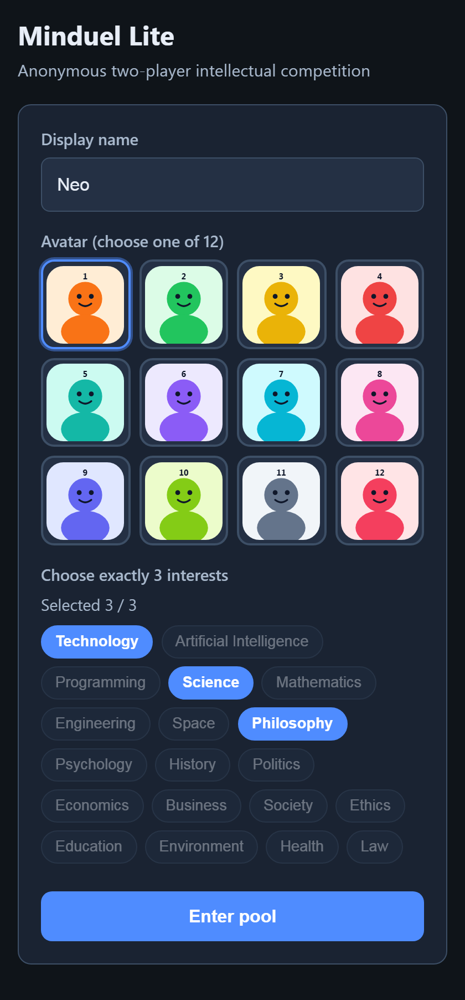 Minduel Lite
Anonymous two-player intellectual competition
Display name
Neo
Avatar (choose one of 12)
1 2 3 4
5 6 7 8
9 10 11 12
Choose exactly 3 interests
Selected 3 / 3
Technology Artificial Intelligence
Programming Science Mathematics
Engineering Space Philosophy
Psychology History Politics
Economics Business Society Ethics
Education Environment Health Law
Enter pool